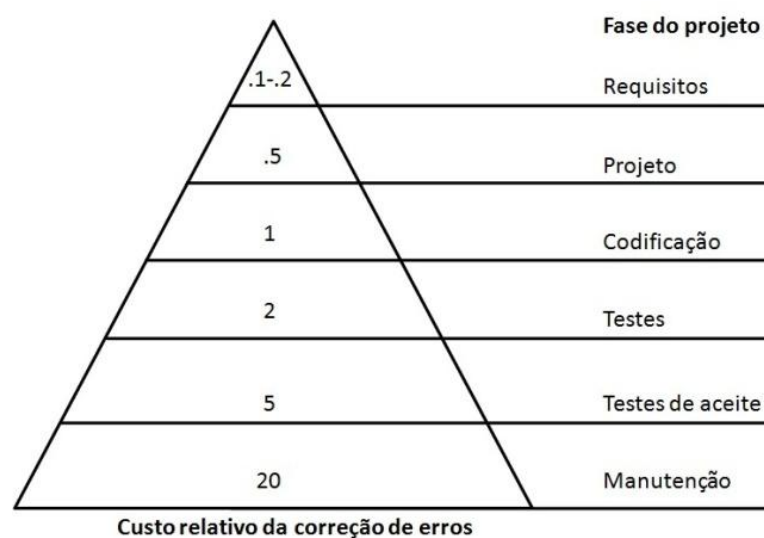 Fase do projeto
.1-.2 Requisitos
.5 Projeto
1 Codificação
2 Testes
5 Testes de aceite
20 Manutenção
Custo relativo da correção de erros